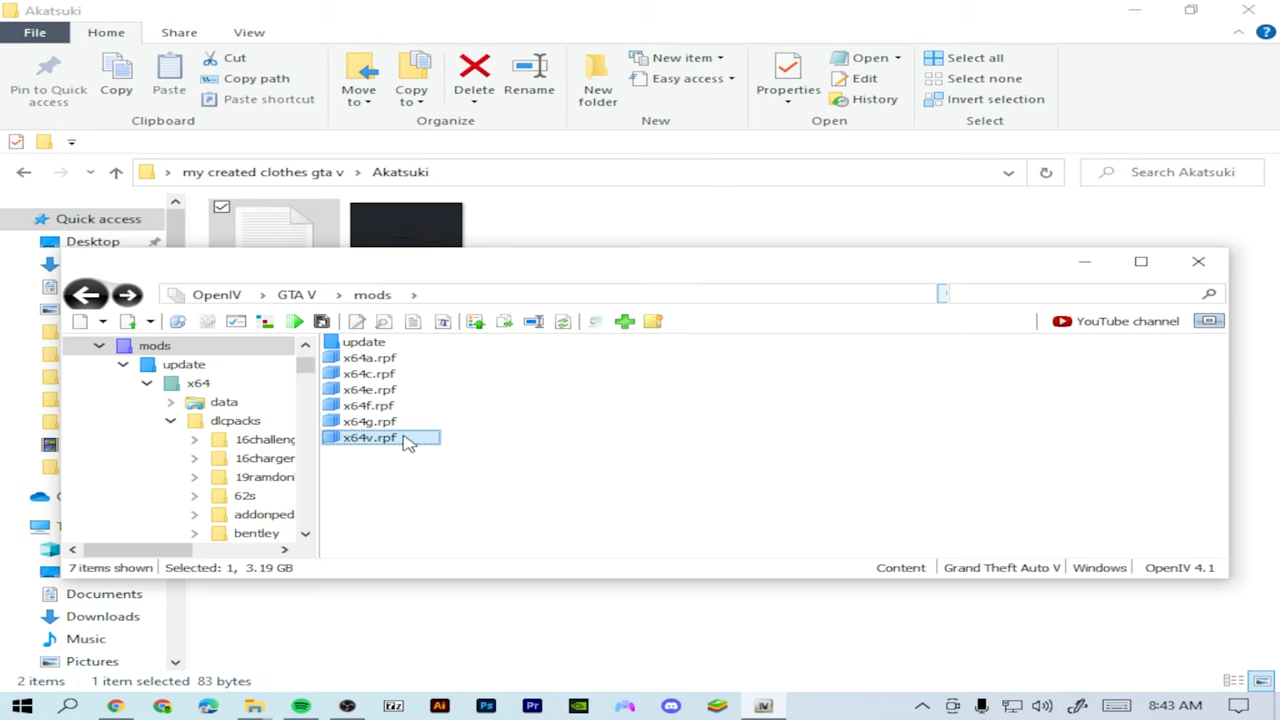 Akatsuki
File Home Share View
Pin to Quick access
Copy
Paste
Cut
Copy path
Paste shortcut
Clipboard
Move to
Copy to
Delete
Rename
Organize
New folder
New item
Easy access
New
Properties
Open
Edit
History
Open
Select all
Select none
Invert selection
Select
my created clothes gta v > Akatsuki
Search Akatsuki
Quick access
Desktop
OpenIV > GTA V > mods >
YouTube channel
mods
update
x64
data
dlcpacks
16challeng
16charger
19ramdon
62s
addonped
bentley
update
x64a.rpf
x64c.rpf
x64e.rpf
x64f.rpf
x64g.rpf
x64v.rpf
7 items shown Selected: 1, 3.19 GB
Content Grand Theft Auto V Windows OpenIV 4.1
Documents
Downloads
Music
Pictures
2 items 1 item selected 83 bytes
Ai Ps Pr
8:43 AM